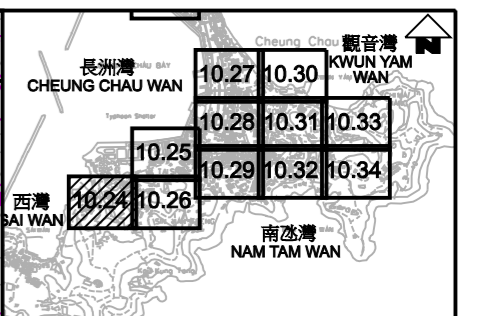 Cheung Chau
觀音灣
KWUN YAM
WAN
N
長洲灣
CHEUNG CHAU WAN
10.27
10.30
Typhoon Shelter
10.28
10.31
10.33
10.25
10.29
10.32
10.34
西灣
SAI WAN
10.24
10.26
南氹灣
NAM TAM WAN